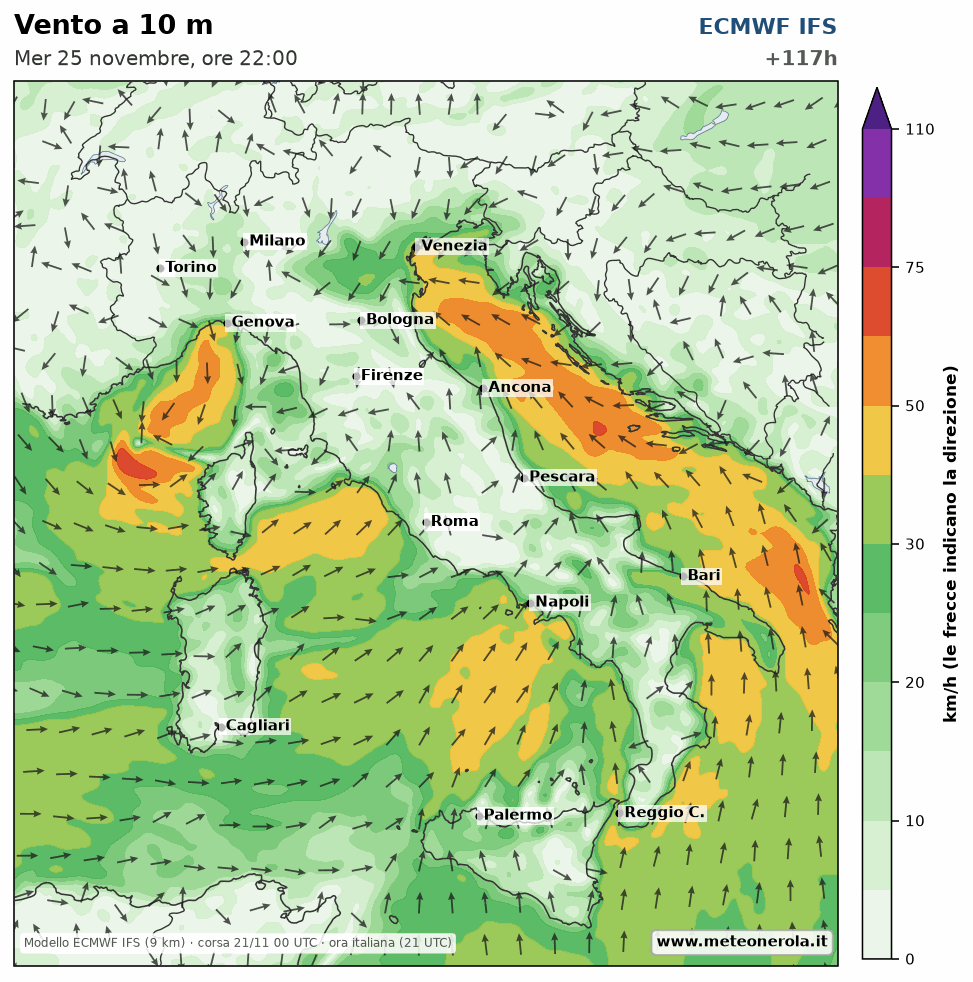 Vento a 10 m
ECMWF IFS
Mer 25 novembre, ore 22:00
+117h
110
Venezia
Milano
Torino
75
Genova
Bologna
Firenze
Ancona
50
Pescara
Roma
30
Bari
Napoli
20
Cagliari
Palermo
Reggio C.
10
km/h (le frecce indicano la direzione)
Modello ECMWF IFS (9 km) · corsa 21/11 00 UTC · ora italiana (21 UTC)
www.meteonerola.it
0